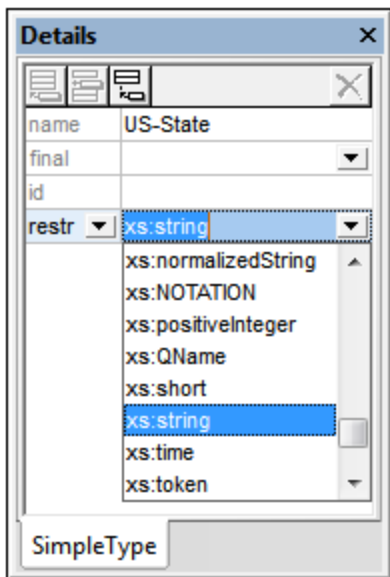 Details
name US-State
final
id
restr xs:string
xs:normalizedString
xs:NOTATION
xs:positiveInteger
xs:QName
xs:short
xs:string
xs:time
xs:token
SimpleType